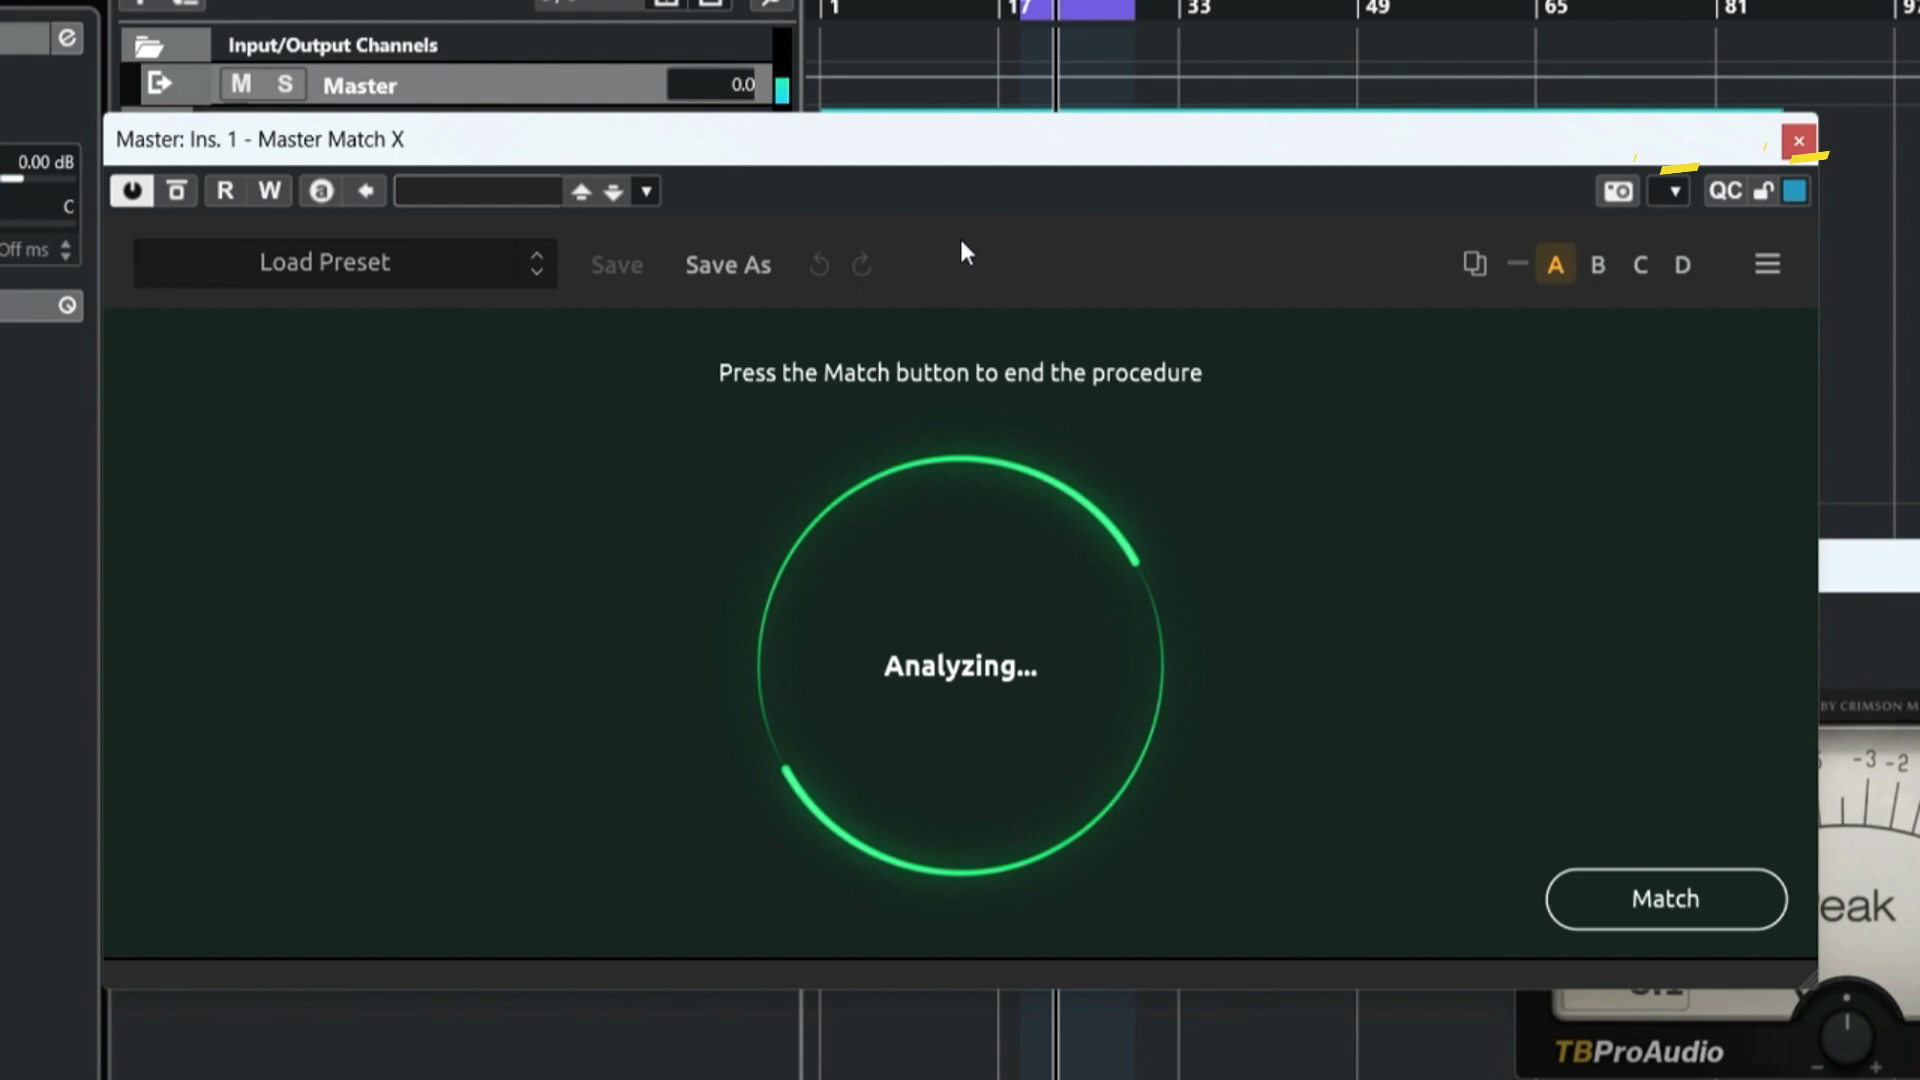 1 17 33 49 65 81
Input/Output Channels
M S Master 0.0
Master: Ins. 1 - Master Match X
0.00 dB
C
Off ms
R W a QC
Load Preset Save Save As A B C D
Press the Match button to end the procedure
Analyzing...
Match
BY CRIMSON M
-3 -2
eak
TBProAudio